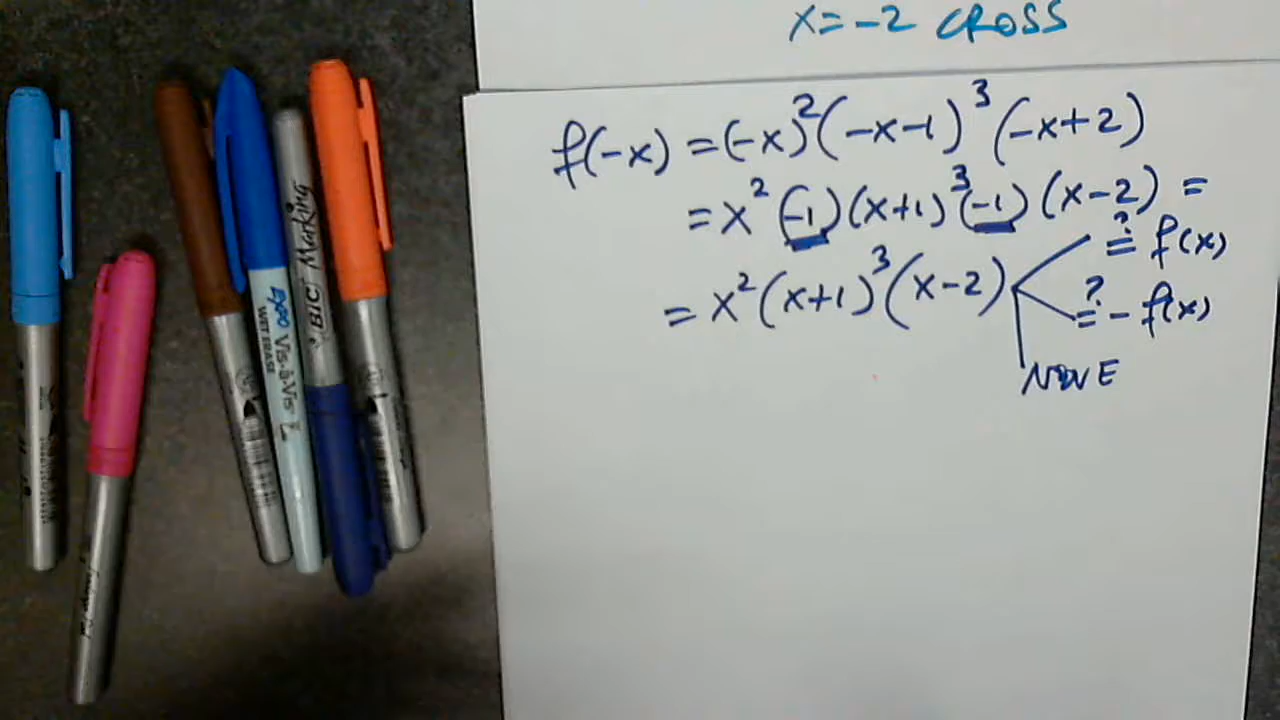 x=-2 CROSS
f(-x) = (-x)²(-x-1)³(-x+2)
= x²(-1)(x+1)³(-1)(x-2) =
≟ f(x)
= x²(x+1)³(x-2)
≟ - f(x)
NONE
BIC Marking
EXPO Vis-à-Vis
WET ERASE